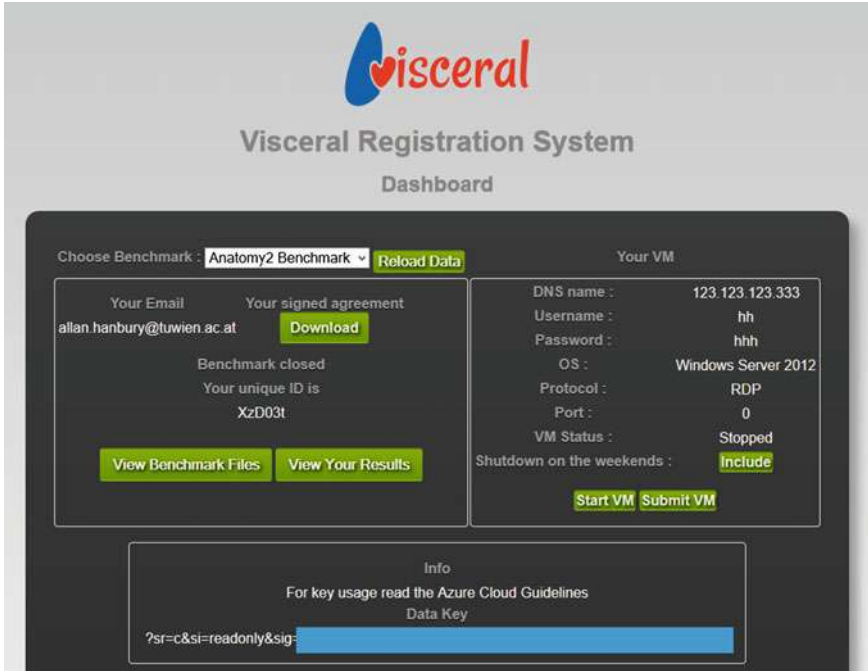 visceral
Visceral Registration System
Dashboard
Choose Benchmark : Anatomy2 Benchmark Reload Data
Your Email Your signed agreement
allan.hanbury@tuwien.ac.at Download
Benchmark closed
Your unique ID is
XzD03t
View Benchmark Files View Your Results
Your VM
DNS name : 123.123.123.333
Username : hh
Password : hhh
OS : Windows Server 2012
Protocol : RDP
Port : 0
VM Status : Stopped
Shutdown on the weekends : Include
Start VM Submit VM
Info
For key usage read the Azure Cloud Guidelines
Data Key
?sr=c&si=readonly&sig=